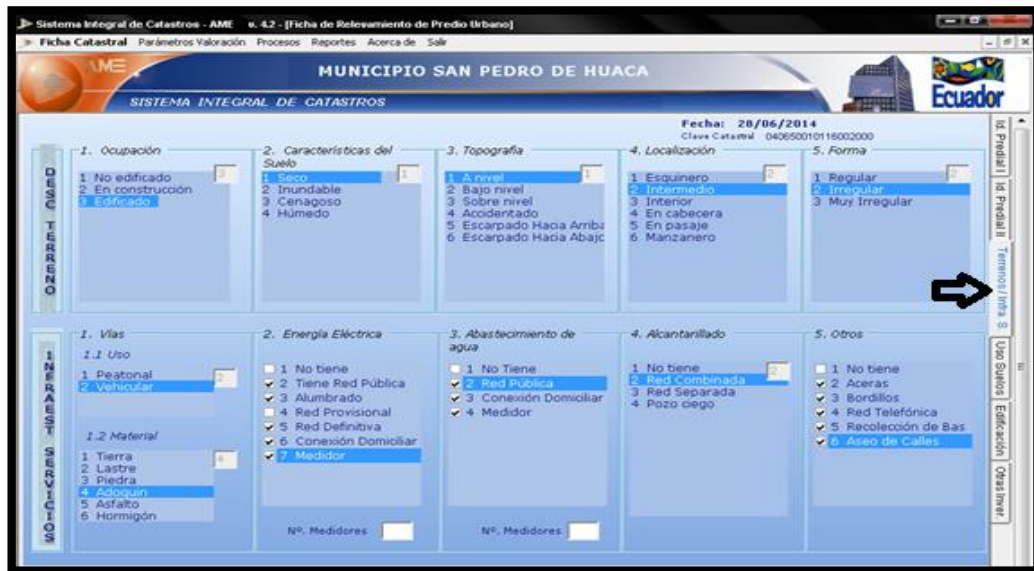 Sistema Integral de Catastros - AME v. 4.2 - [Ficha de Relevamiento de Predio Urbano]
Ficha Catastral Parámetros Valoración Procesos Reportes Acerca de Salir
AME
MUNICIPIO SAN PEDRO DE HUACA
SISTEMA INTEGRAL DE CATASTROS
Ecuador
Fecha: 28/06/2014
Clave Catastral 040650010116002000
DESC TERRENO
1. Ocupación
3
1 No edificado
2 En construcción
3 Edificado
2. Características del Suelo
1
1 Seco
2 Inundable
3 Cenagoso
4 Húmedo
3. Topografía
1
1 A nivel
2 Bajo nivel
3 Sobre nivel
4 Accidentado
5 Escarpado Hacia Arriba
6 Escarpado Hacia Abajo
4. Localización
2
1 Esquinero
2 Intermedio
3 Interior
4 En cabecera
5 En pasaje
6 Manzanero
5. Forma
2
1 Regular
2 Irregular
3 Muy Irregular
INFRAEST SERVICIOS
1. Vías
1.1 Uso
2
1 Peatonal
2 Vehicular
1.2 Material
4
1 Tierra
2 Lastre
3 Piedra
4 Adoquin
5 Asfalto
6 Hormigón
2. Energía Eléctrica
1 No tiene
2 Tiene Red Pública
3 Alumbrado
4 Red Provisional
5 Red Definitiva
6 Conexión Domiciliar
7 Medidor
Nº. Medidores
3. Abastecimiento de agua
1 No Tiene
2 Red Pública
3 Conexión Domiciliar
4 Medidor
Nº. Medidores
4. Alcantarillado
2
1 No tiene
2 Red Combinada
3 Red Separada
4 Pozo ciego
5. Otros
1 No tiene
2 Aceras
3 Bordillos
4 Red Telefónica
5 Recolección de Bas
6 Aseo de Calles
Id. Predial I
Id. Predial II
Terrenos / Infra S
Uso Suelos
Edificación
Otras Inver.